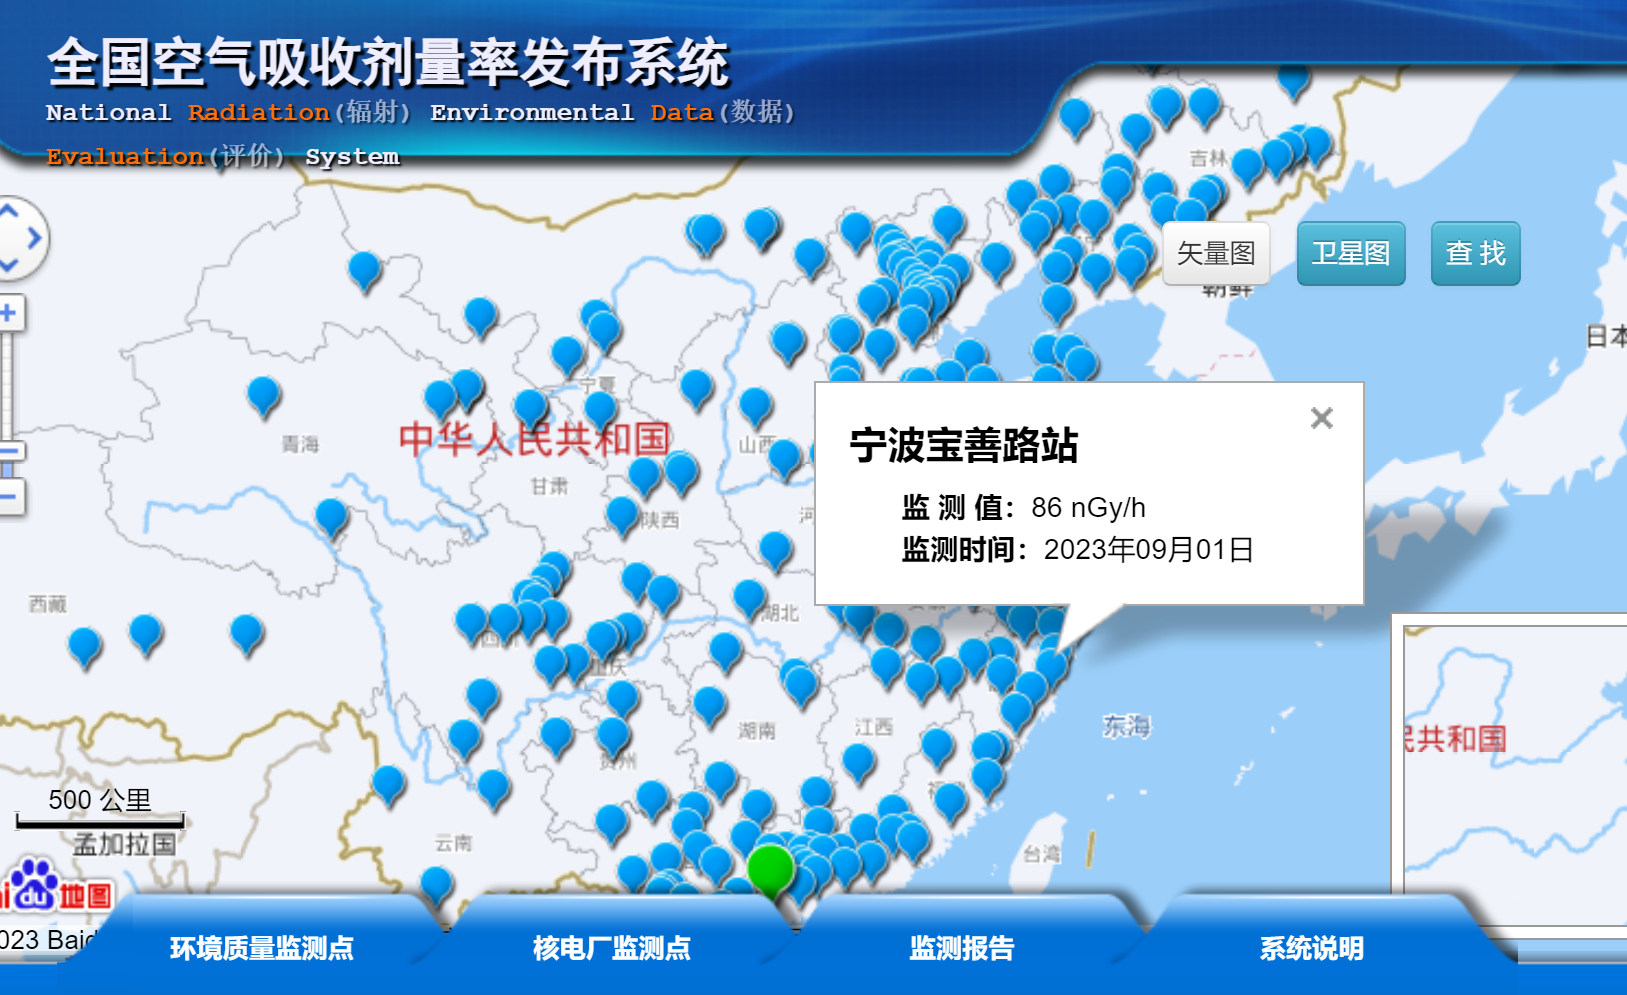 全国空气吸收剂量率发布系统
National Radiation(辐射) Environmental Data(数据)
Evaluation(评价) System
吉林
矢量图
卫星图
查 找
朝鲜
日本
宁夏
青海
中华人民共和国
山西
甘肃
陕西
河
宁波宝善路站
×
监 测 值：86 nGy/h
监测时间：2023年09月01日
西藏
湖北
湖南
江西
东海
民共和国
贵州
500 公里
孟加拉国
云南
台湾
地图
023 Baid
环境质量监测点
核电厂监测点
监测报告
系统说明